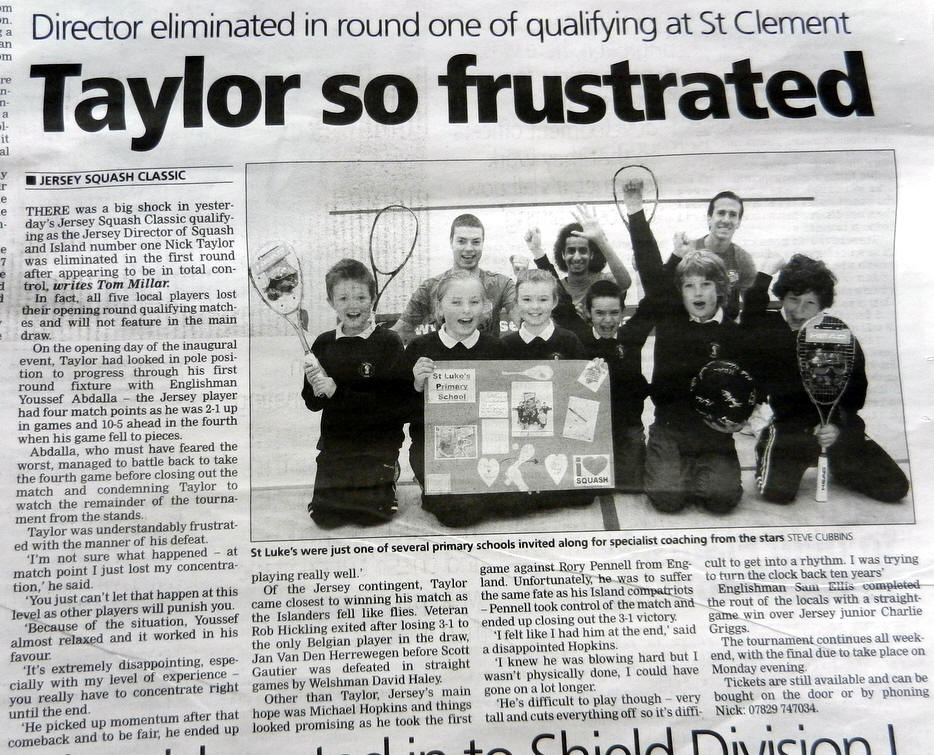 Director eliminated in round one of qualifying at St Clement
Taylor so frustrated
JERSEY SQUASH CLASSIC
THERE was a big shock in yester-
day's Jersey Squash Classic qualify-
ing as the Jersey Director of Squash
and Island number one Nick Taylor
was eliminated in the first round
after appearing to be in total con-
trol, writes Tom Millar.
In fact, all five local players lost
their opening round qualifying match-
es and will not feature in the main
draw.
On the opening day of the inaugural
event, Taylor had looked in pole posi-
tion to progress through his first
round fixture with Englishman
Youssef Abdalla – the Jersey player
had four match points as he was 2-1 up
in games and 10-5 ahead in the fourth
when his game fell to pieces.
Abdalla, who must have feared the
worst, managed to battle back to take
the fourth game before closing out the
match and condemning Taylor to
watch the remainder of the tourna-
ment from the stands.
Taylor was understandably frustrat-
ed with the manner of his defeat.
'I'm not sure what happened – at
match point I just lost my concentra-
tion,' he said.
'You just can't let that happen at this
level as other players will punish you.
'Because of the situation, Youssef
almost relaxed and it worked in his
favour.
'It's extremely disappointing, espe-
cially with my level of experience –
you really have to concentrate right
until the end.
'He picked up momentum after that
comeback and to be fair, he ended up
St Luke's
Primary
School
i
SQUASH
HEAD
St Luke's were just one of several primary schools invited along for specialist coaching from the stars STEVE CUBBINS
playing really well.'
Of the Jersey contingent, Taylor
came closest to winning his match as
the Islanders fell like flies. Veteran
Rob Hickling exited after losing 3-1 to
the only Belgian player in the draw,
Jan Van Den Herrewegen before Scott
Gautier was defeated in straight
games by Welshman David Haley.
Other than Taylor, Jersey's main
hope was Michael Hopkins and things
looked promising as he took the first
game against Rory Pennell from Eng-
land. Unfortunately, he was to suffer
the same fate as his Island compatriots
– Pennell took control of the match and
ended up closing out the 3-1 victory.
'I felt like I had him at the end,' said
a disappointed Hopkins.
'I knew he was blowing hard but I
wasn't physically done, I could have
gone on a lot longer.
'He's difficult to play though – very
tall and cuts everything off so it's diffi-
cult to get into a rhythm. I was trying
to turn the clock back ten years'
Englishman Sam Ellis completed
the rout of the locals with a straight-
game win over Jersey junior Charlie
Griggs.
The tournament continues all week-
end, with the final due to take place on
Monday evening.
Tickets are still available and can be
bought on the door or by phoning
Nick: 07829 747034.
in to Shield Division I